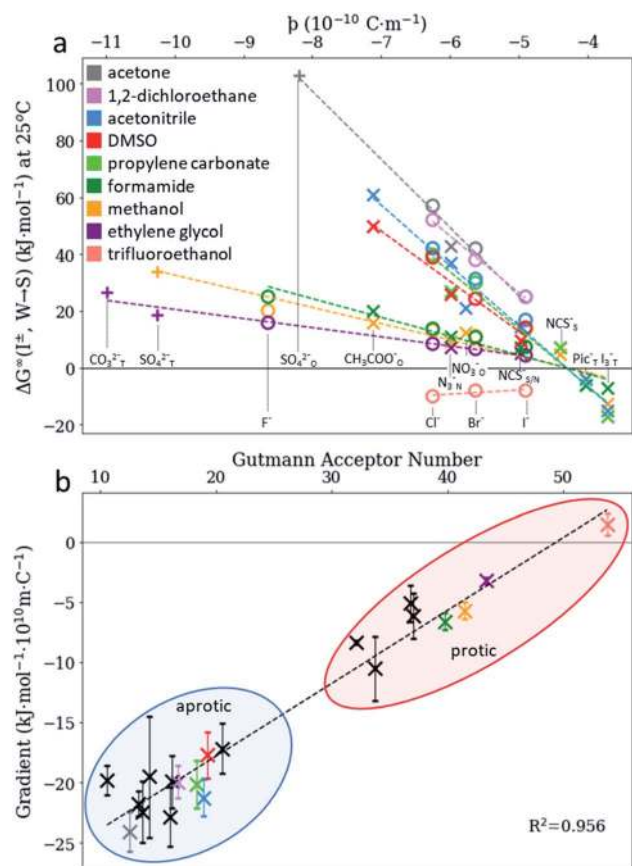 þ (10⁻¹⁰ C·m⁻¹)
−11 −10 −9 −8 −7 −6 −5 −4
a
ΔG∞(I±, W→S) (kJ·mol⁻¹) at 25ºC
100
80
60
40
20
0
−20
acetone
1,2-dichloroethane
acetonitrile
DMSO
propylene carbonate
formamide
methanol
ethylene glycol
trifluoroethanol
NCS⁻S
CO₃²⁻T SO₄²⁻T SO₄²⁻O CH₃COO⁻O NO₃⁻O Pic⁻T I₃⁻T
N₃⁻N NCS⁻S/N
F⁻ Cl⁻ Br⁻ I⁻
Gutmann Acceptor Number
b
10 20 30 40 50
Gradient (kJ·mol⁻¹·10¹⁰m·C⁻¹)
0
−5
−10
−15
−20
−25
protic
aprotic
R²=0.956